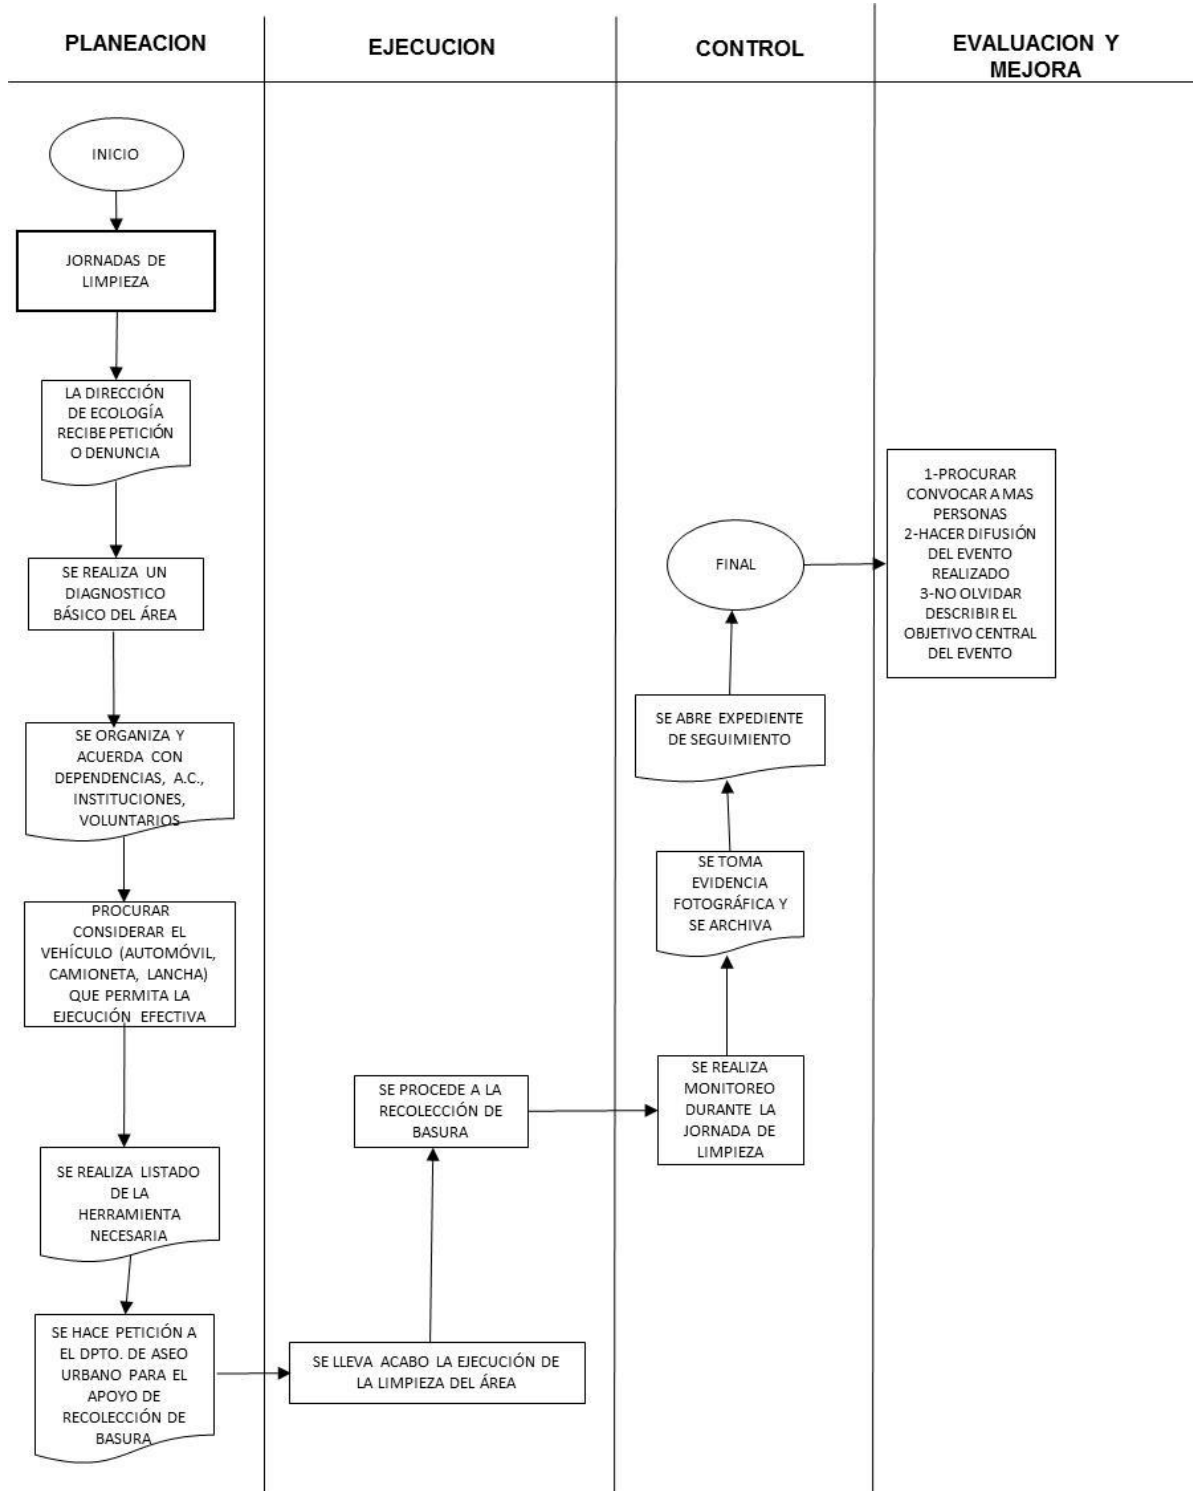 PLANEACION
EJECUCION
CONTROL
EVALUACION Y
MEJORA
INICIO
JORNADAS DE
LIMPIEZA
LA DIRECCIÓN
DE ECOLOGÍA
RECIBE PETICIÓN
O DENUNCIA
SE REALIZA UN
DIAGNOSTICO
BÁSICO DEL ÁREA
SE ORGANIZA Y
ACUERDA CON
DEPENDENCIAS, A.C.,
INSTITUCIONES,
VOLUNTARIOS
PROCURAR
CONSIDERAR EL
VEHÍCULO (AUTOMÓVIL,
CAMIONETA, LANCHA)
QUE PERMITA LA
EJECUCIÓN EFECTIVA
SE REALIZA LISTADO
DE LA
HERRAMIENTA
NECESARIA
SE HACE PETICIÓN A
EL DPTO. DE ASEO
URBANO PARA EL
APOYO DE
RECOLECCIÓN DE
BASURA
SE LLEVA ACABO LA EJECUCIÓN DE
LA LIMPIEZA DEL ÁREA
SE PROCEDE A LA
RECOLECCIÓN DE
BASURA
SE REALIZA
MONITOREO
DURANTE LA
JORNADA DE
LIMPIEZA
SE TOMA
EVIDENCIA
FOTOGRÁFICA Y
SE ARCHIVA
SE ABRE EXPEDIENTE
DE SEGUIMIENTO
FINAL
1-PROCURAR
CONVOCAR A MAS
PERSONAS
2-HACER DIFUSIÓN
DEL EVENTO
REALIZADO
3-NO OLVIDAR
DESCRIBIR EL
OBJETIVO CENTRAL
DEL EVENTO